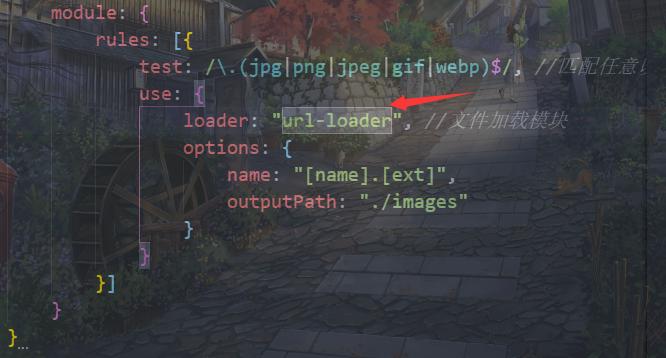 module: {
rules: [{
test: /\.(jpg|png|jpeg|gif|webp)$/, //匹配任意
use: {
loader: "url-loader", //文件加载模块
options: {
name: "[name].[ext]",
outputPath: "./images"
}
}
}]
}
}...